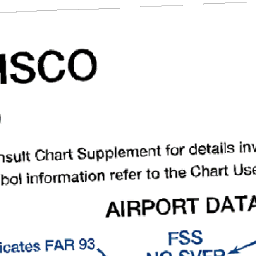 nsult Chart Supplement for details inv
bol information refer to the Chart Use
AIRPORT DATA
FSS
icates FAR 93
NO SVFR